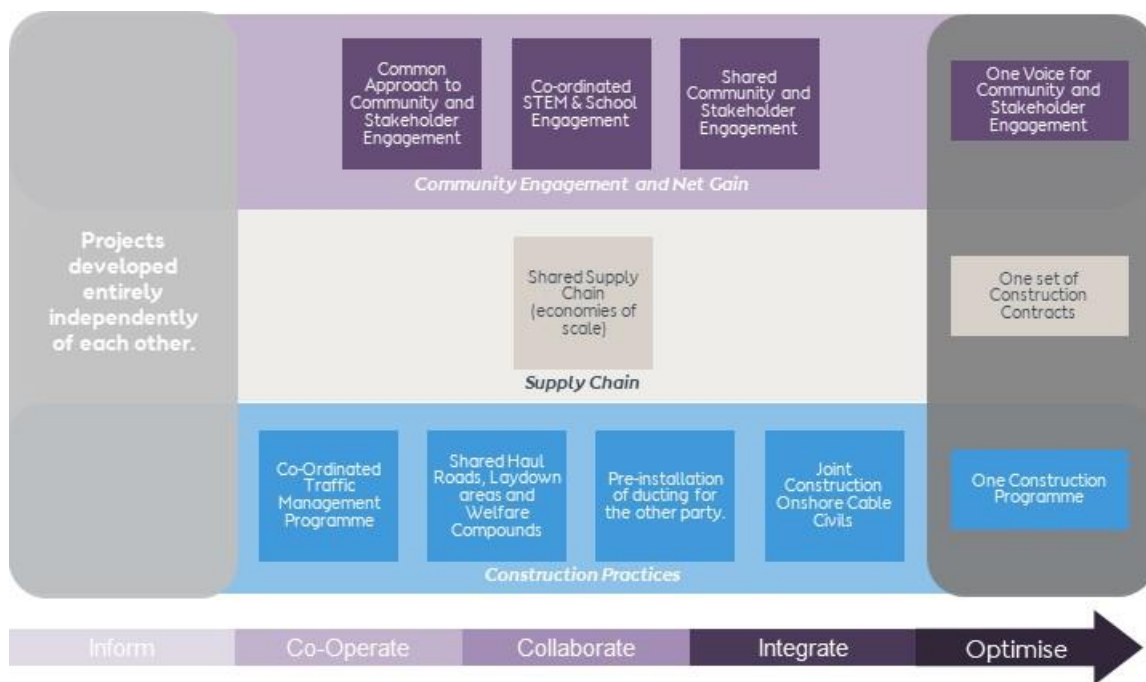 Common
Approach to
Community and
Stakeholder
Engagement
Co-ordinated
STEM & School
Engagement
Shared
Community and
Stakeholder
Engagement
One Voice for
Community and
Stakeholder
Engagement
Community Engagement and Net Gain
Projects
developed
entirely
independently
of each other.
Shared Supply
Chain
(economies of
scale)
One set of
Construction
Contracts
Supply Chain
Co-Ordinated
Traffic
Management
Programme
Shared Haul
Roads, Laydown
areas and
Welfare
Compounds
Pre-installation
of ducting for
the other party.
Joint
Construction
Onshore Cable
Civils
One Construction
Programme
Construction Practices
Inform Co-Operate Collaborate Integrate Optimise